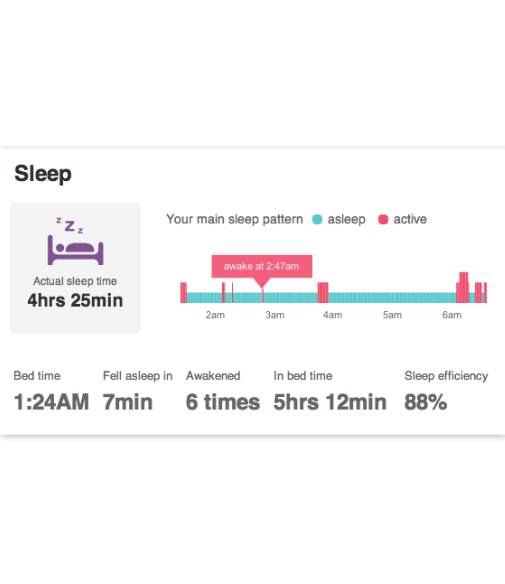 Sleep
z Z z
Actual sleep time
4hrs 25min
Your main sleep pattern asleep active
awake at 2:47am
2am 3am 4am 5am 6am
Bed time Fell asleep in Awakened In bed time Sleep efficiency
1:24AM 7min 6 times 5hrs 12min 88%